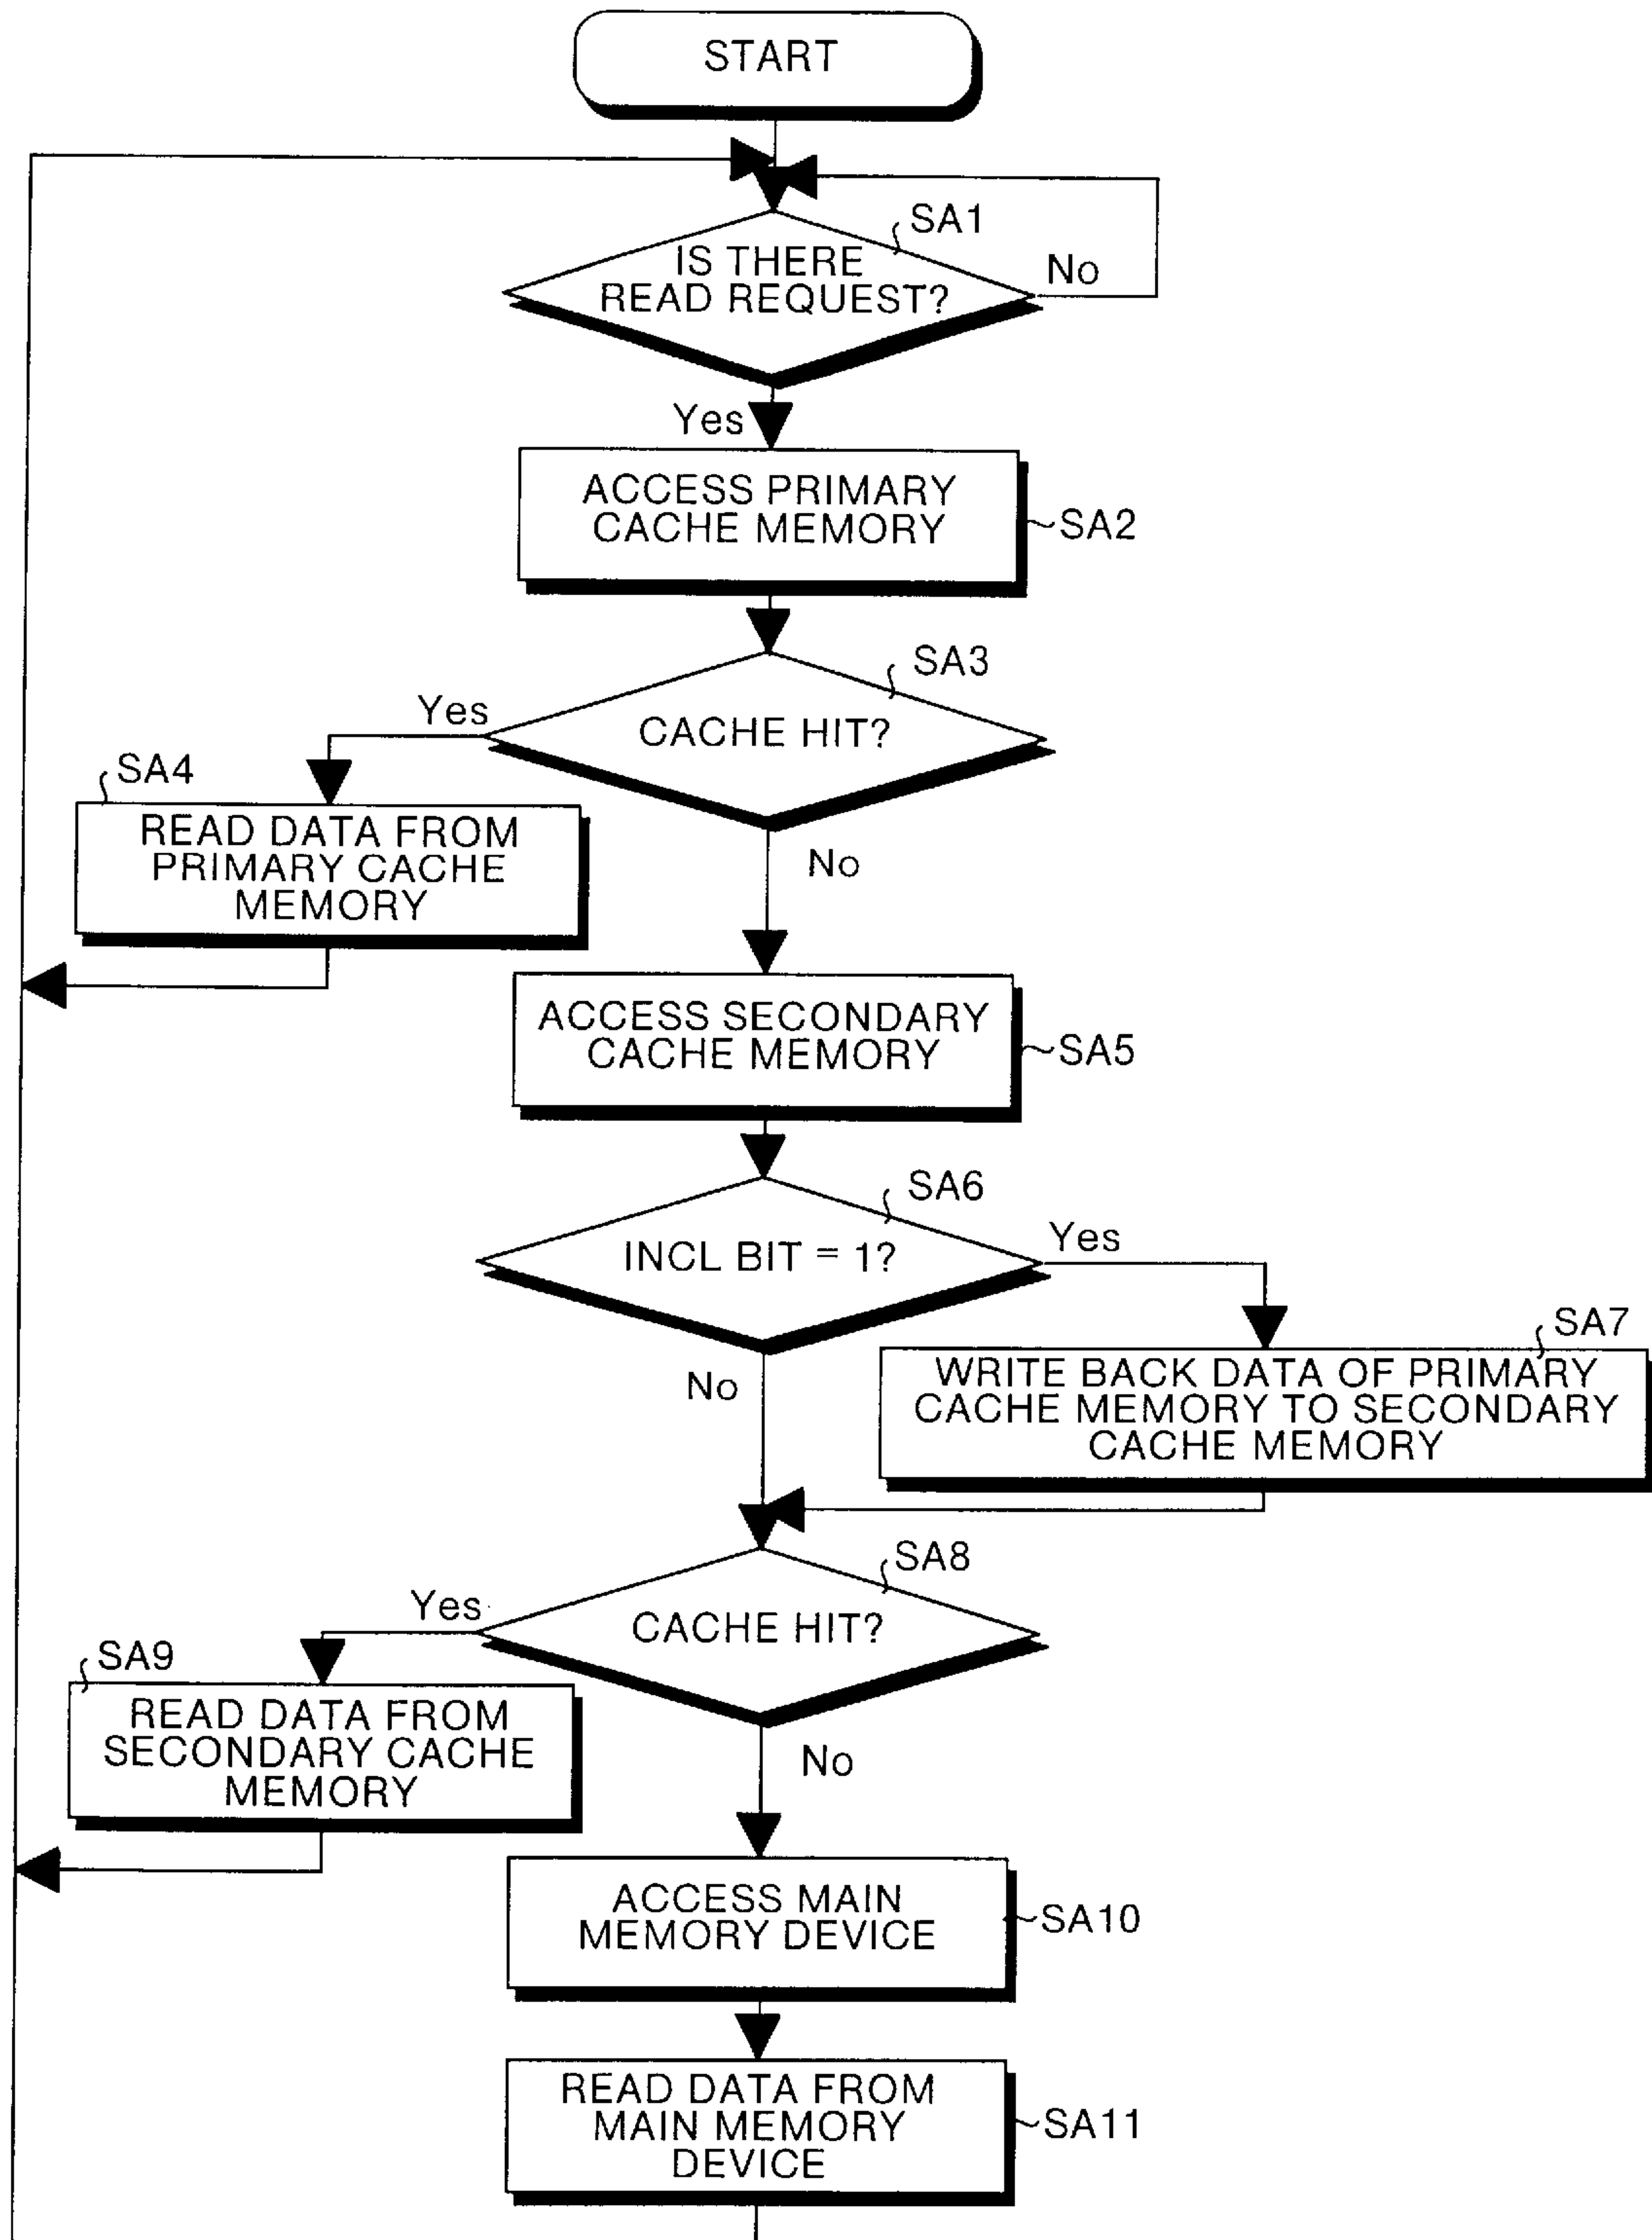 START
SA1
IS THERE
READ REQUEST?
No
Yes
ACCESS PRIMARY
CACHE MEMORY
SA2
SA3
Yes
CACHE HIT?
SA4
READ DATA FROM
PRIMARY CACHE
MEMORY
No
ACCESS SECONDARY
CACHE MEMORY
SA5
SA6
INCL BIT = 1?
Yes
SA7
WRITE BACK DATA OF PRIMARY
CACHE MEMORY TO SECONDARY
CACHE MEMORY
No
SA8
Yes
CACHE HIT?
SA9
READ DATA FROM
SECONDARY CACHE
MEMORY
No
ACCESS MAIN
MEMORY DEVICE
SA10
READ DATA FROM
MAIN MEMORY
DEVICE
SA11